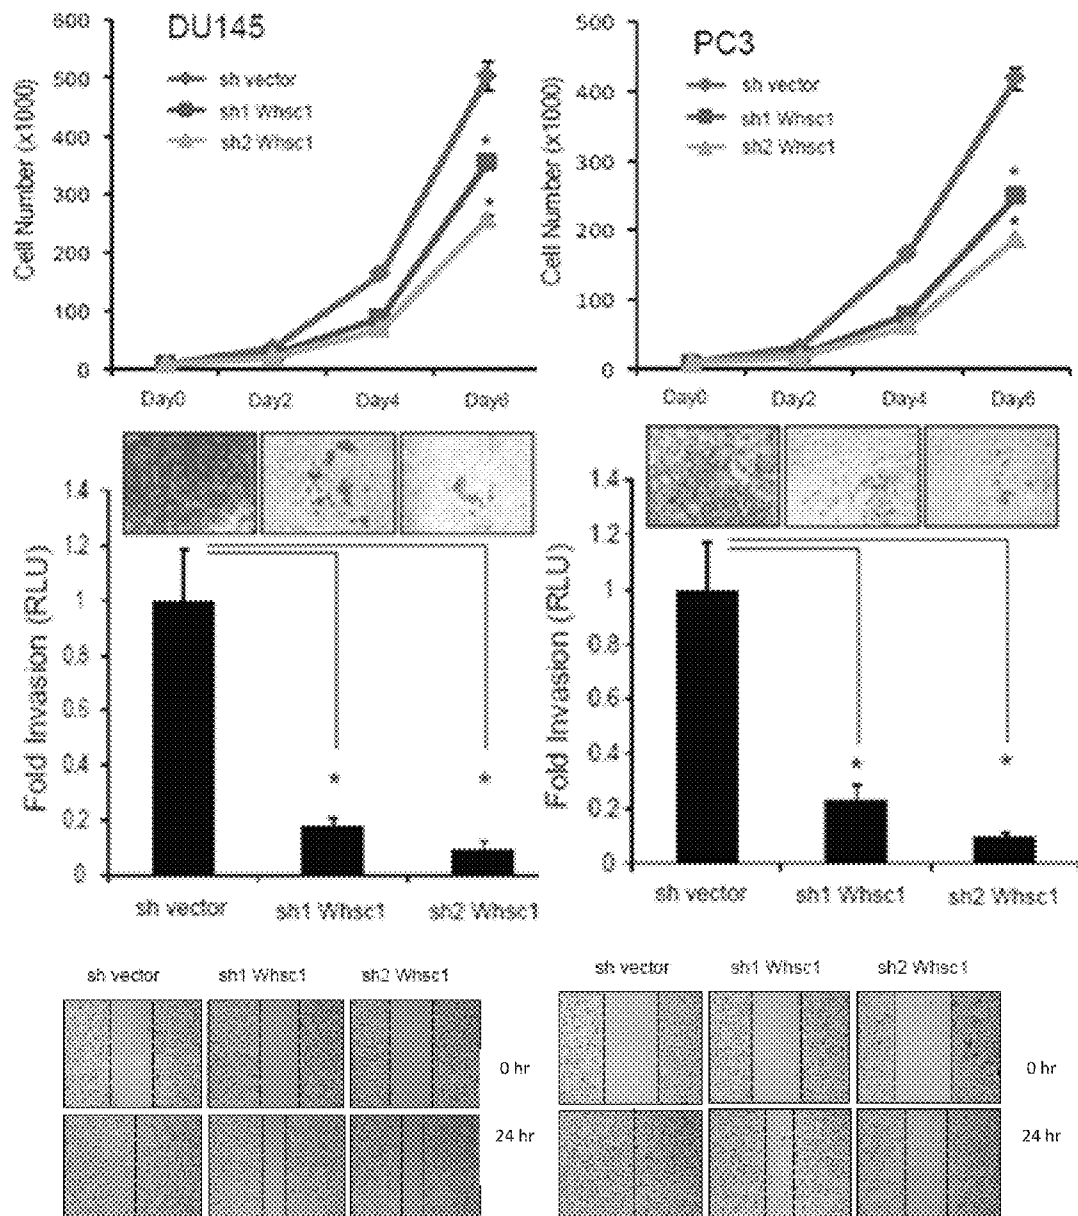 DU145
sh vector
sh1 Whsc1
sh2 Whsc1
Cell Number (x1000)
600
500
400
300
200
100
0
Day0 Day2 Day4 Day6
*
*
PC3
sh vector
sh1 Whsc1
sh2 Whsc1
Cell Number (x1000)
500
400
300
200
100
0
Day0 Day2 Day4 Day6
*
*
Fold Invasion (RLU)
1.4
1.2
1
0.8
0.6
0.4
0.2
0
* *
sh vector sh1 Whsc1 sh2 Whsc1
Fold Invasion (RLU)
1.4
1.2
1
0.8
0.6
0.4
0.2
0
* *
sh vector sh1 Whsc1 sh2 Whsc1
sh vector sh1 Whsc1 sh2 Whsc1
0 hr
24 hr
sh vector sh1 Whsc1 sh2 Whsc1
0 hr
24 hr